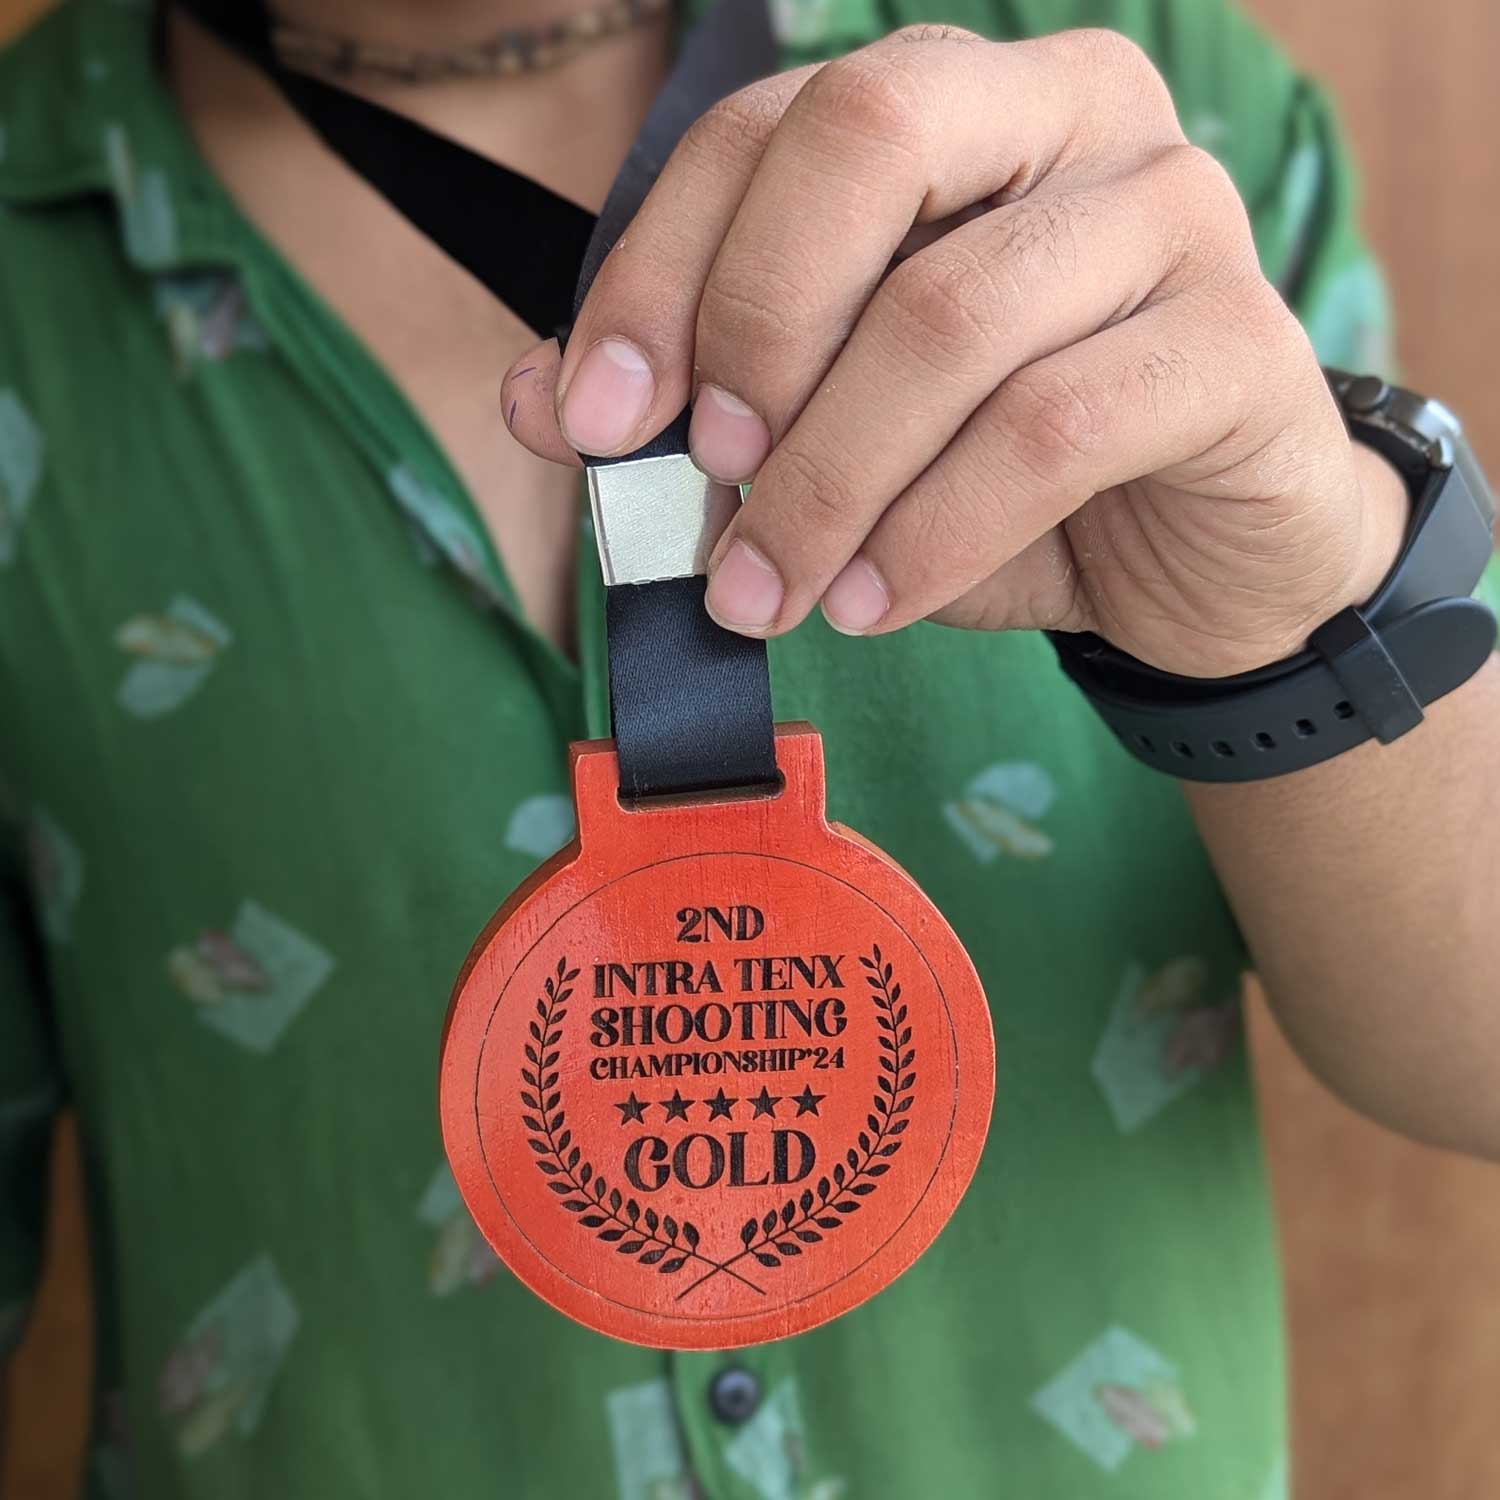 2ND
INTRA TENX
SHOOTING
CHAMPIONSHIP'24
GOLD